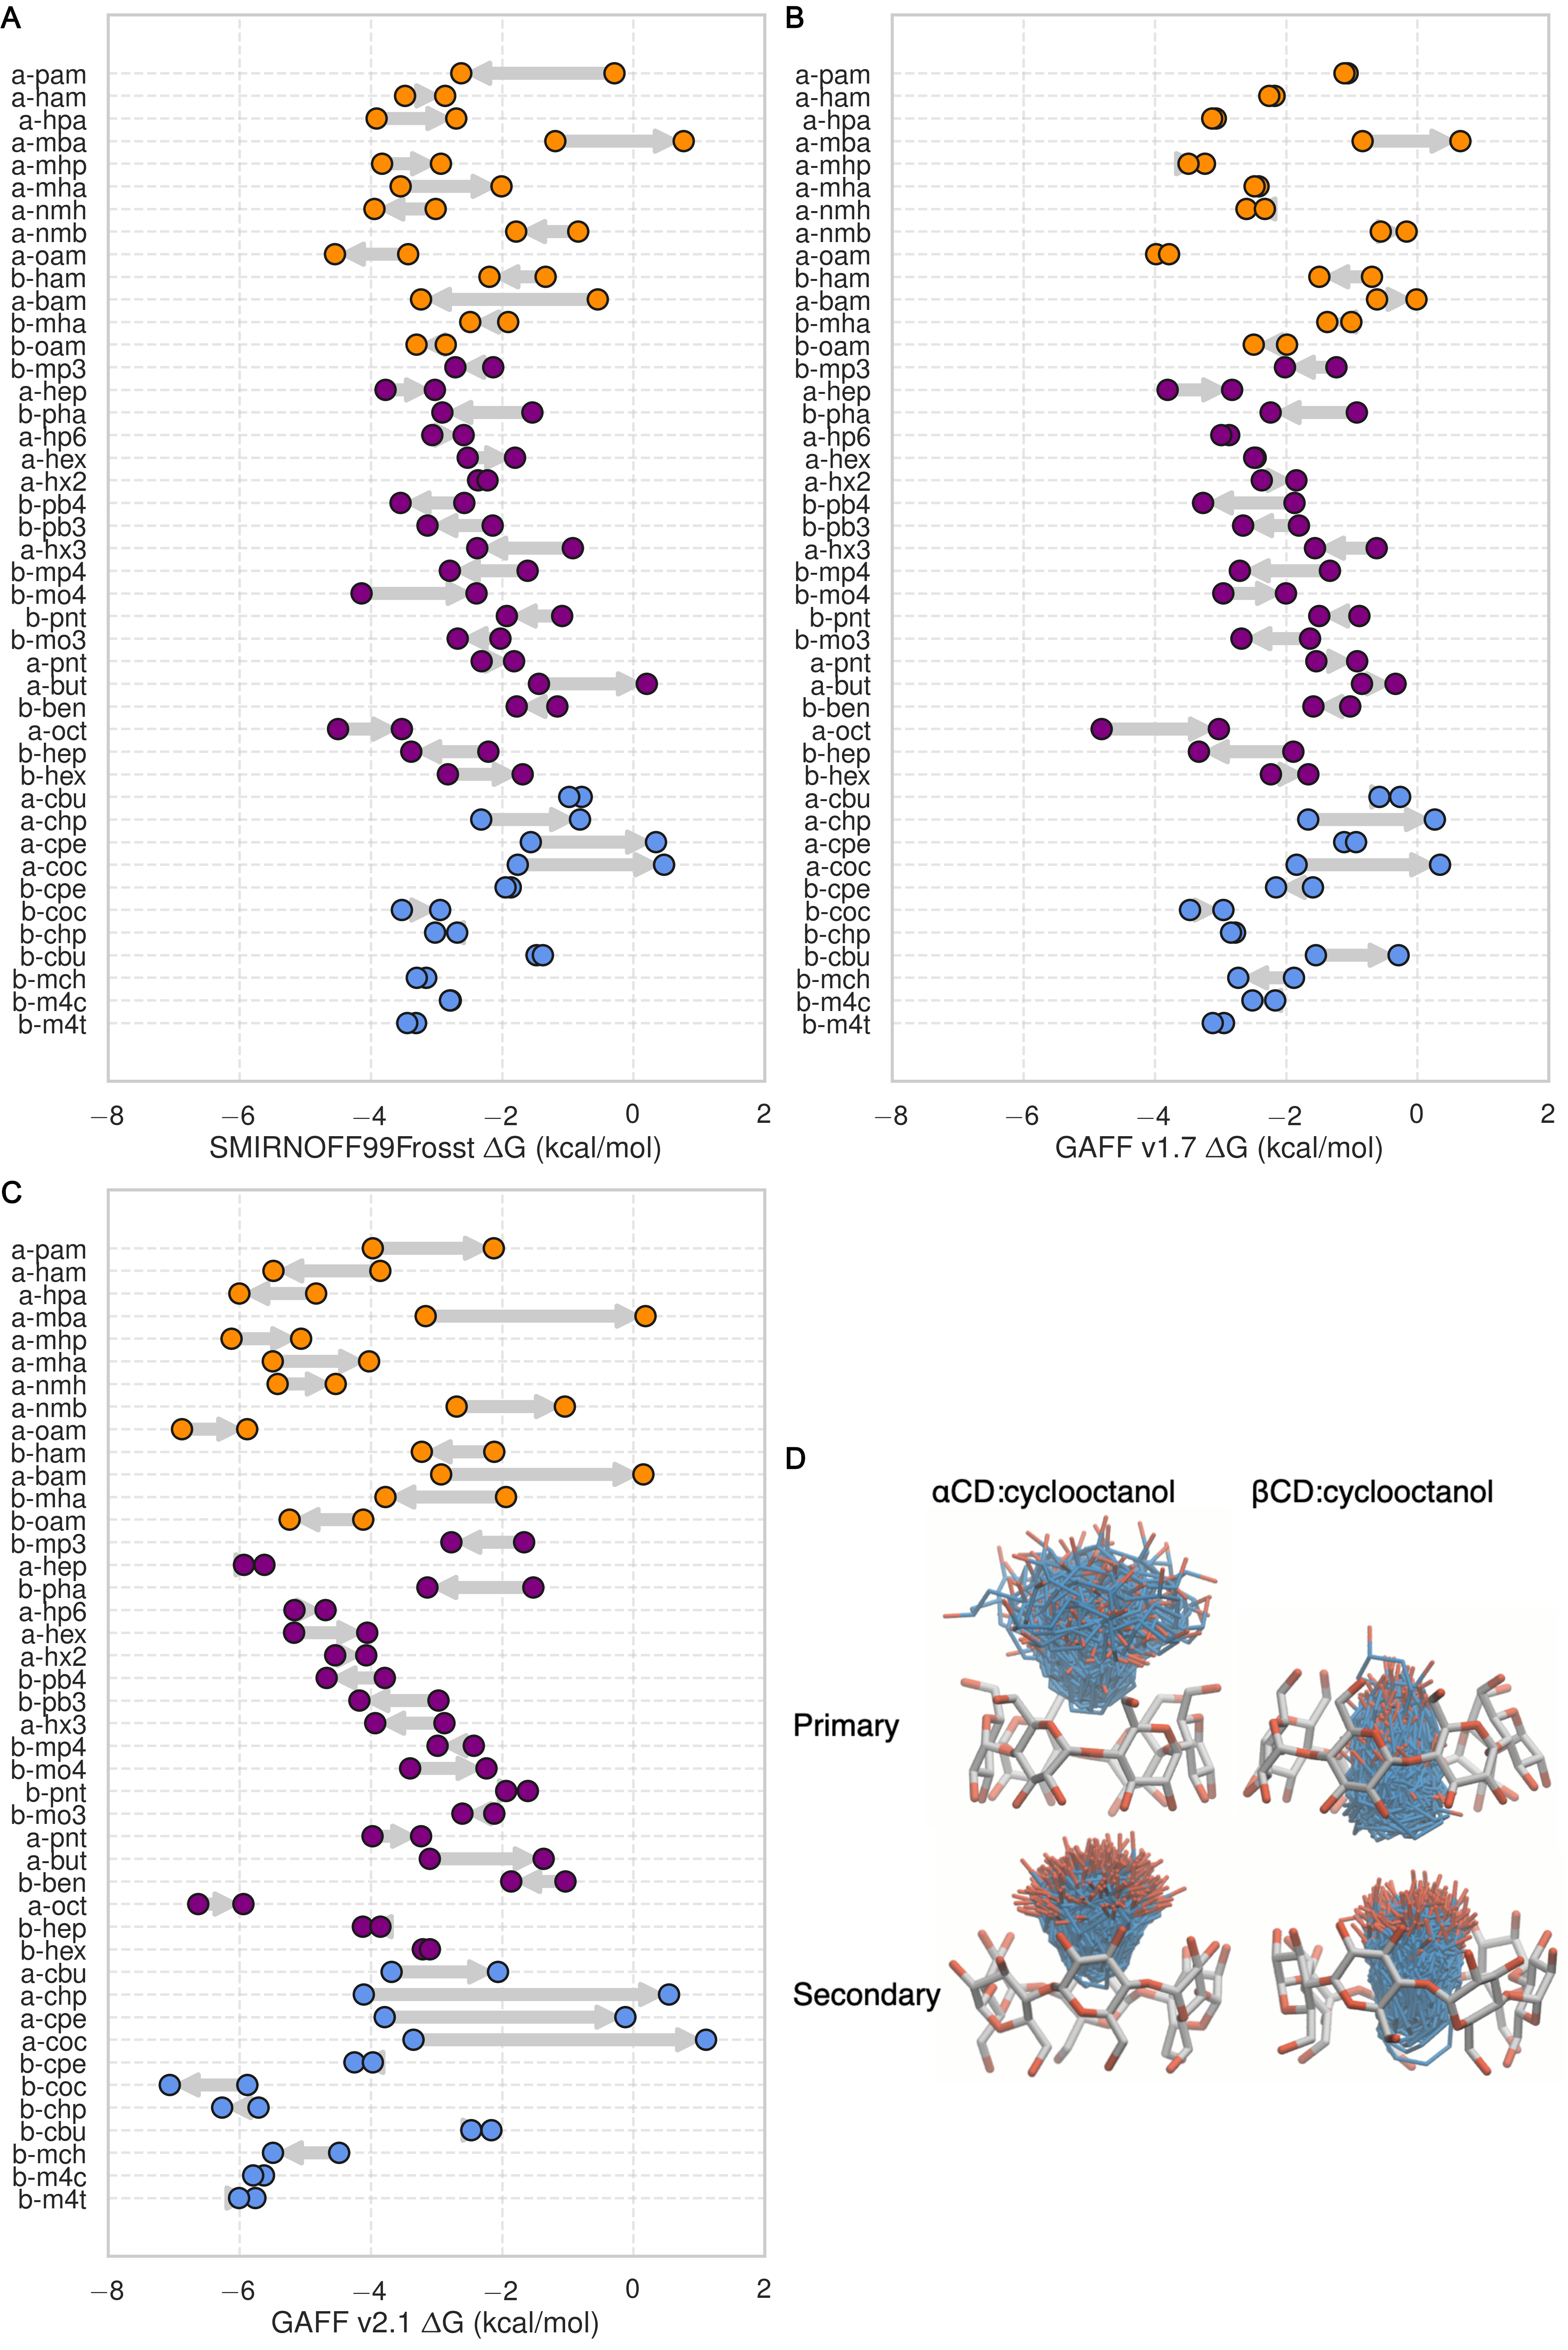 A
a-pam
a-ham
a-hpa
a-mba
a-mhp
a-mha
a-nmh
a-nmb
a-oam
b-ham
a-bam
b-mha
b-oam
b-mp3
a-hep
b-pha
a-hp6
a-hex
a-hx2
b-pb4
b-pb3
a-hx3
b-mp4
b-mo4
b-pnt
b-mo3
a-pnt
a-but
b-ben
a-oct
b-hep
b-hex
a-cbu
a-chp
a-cpe
a-coc
b-cpe
b-coc
b-chp
b-cbu
b-mch
b-m4c
b-m4t
−8 −6 −4 −2 0 2
SMIRNOFF99Frosst ΔG (kcal/mol)
B
a-pam
a-ham
a-hpa
a-mba
a-mhp
a-mha
a-nmh
a-nmb
a-oam
b-ham
a-bam
b-mha
b-oam
b-mp3
a-hep
b-pha
a-hp6
a-hex
a-hx2
b-pb4
b-pb3
a-hx3
b-mp4
b-mo4
b-pnt
b-mo3
a-pnt
a-but
b-ben
a-oct
b-hep
b-hex
a-cbu
a-chp
a-cpe
a-coc
b-cpe
b-coc
b-chp
b-cbu
b-mch
b-m4c
b-m4t
−8 −6 −4 −2 0 2
GAFF v1.7 ΔG (kcal/mol)
C
a-pam
a-ham
a-hpa
a-mba
a-mhp
a-mha
a-nmh
a-nmb
a-oam
b-ham
a-bam
b-mha
b-oam
b-mp3
a-hep
b-pha
a-hp6
a-hex
a-hx2
b-pb4
b-pb3
a-hx3
b-mp4
b-mo4
b-pnt
b-mo3
a-pnt
a-but
b-ben
a-oct
b-hep
b-hex
a-cbu
a-chp
a-cpe
a-coc
b-cpe
b-coc
b-chp
b-cbu
b-mch
b-m4c
b-m4t
−8 −6 −4 −2 0 2
GAFF v2.1 ΔG (kcal/mol)
D
αCD:cyclooctanol βCD:cyclooctanol
Primary
Secondary